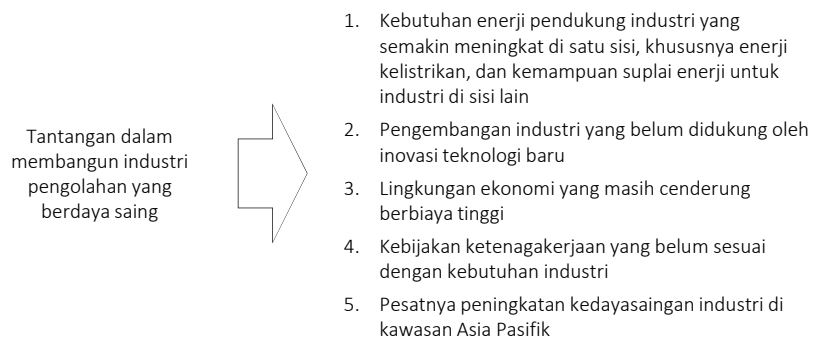 Tantangan dalam
membangun industri
pengolahan yang
berdaya saing
1. Kebutuhan enerji pendukung industri yang
semakin meningkat di satu sisi, khususnya enerji
kelistrikan, dan kemampuan suplai enerji untuk
industri di sisi lain
2. Pengembangan industri yang belum didukung oleh
inovasi teknologi baru
3. Lingkungan ekonomi yang masih cenderung
berbiaya tinggi
4. Kebijakan ketenagakerjaan yang belum sesuai
dengan kebutuhan industri
5. Pesatnya peningkatan kedayasaingan industri di
kawasan Asia Pasifik